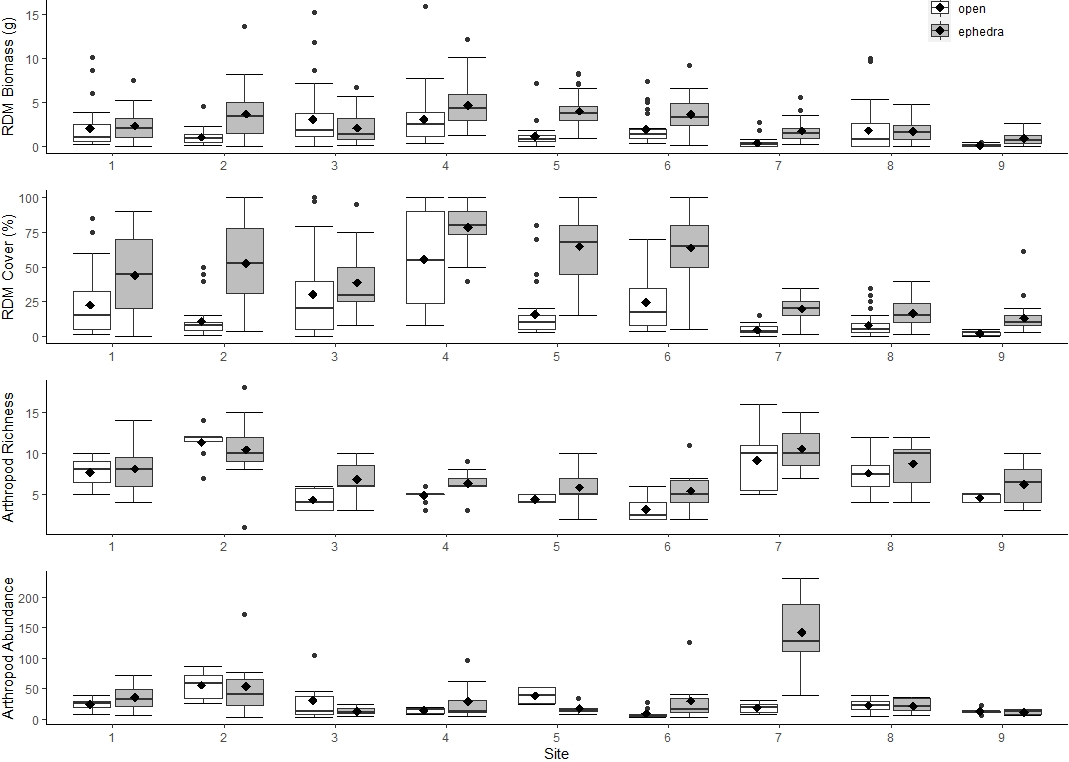 open
ephedra
RDM Biomass (g)
15
10
5
0
1 2 3 4 5 6 7 8 9
RDM Cover (%)
100
75
50
25
0
1 2 3 4 5 6 7 8 9
Arthropod Richness
15
10
5
1 2 3 4 5 6 7 8 9
Arthropod Abundance
200
150
100
50
0
1 2 3 4 5 6 7 8 9
Site